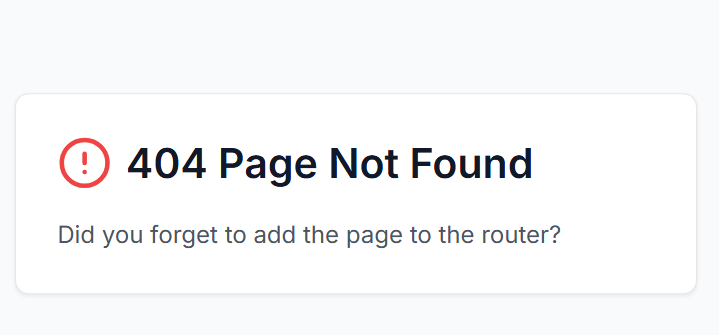 404 Page Not Found
Did you forget to add the page to the router?